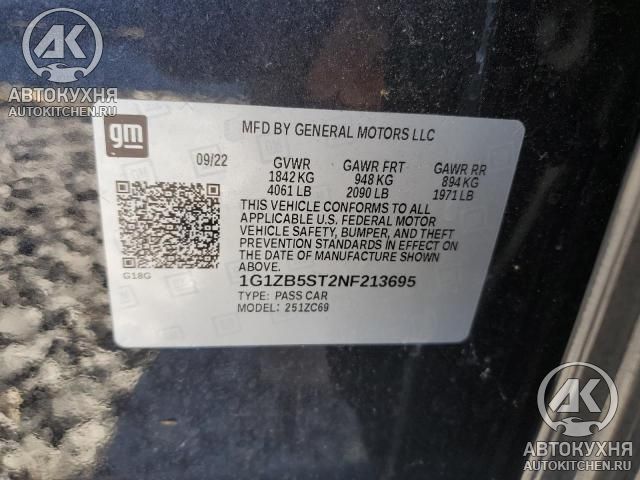 AK
АВТОКУХНЯ
AUTOKITCHEN.RU
gm
MFD BY GENERAL MOTORS LLC
09/22 GVWR GAWR FRT GAWR RR
1842 KG 948 KG 894 KG
4061 LB 2090 LB 1971 LB
THIS VEHICLE CONFORMS TO ALL
APPLICABLE U.S. FEDERAL MOTOR
VEHICLE SAFETY, BUMPER, AND THEFT
PREVENTION STANDARDS IN EFFECT ON
THE DATE OF MANUFACTURE SHOWN
ABOVE.
G18G
1G1ZB5ST2NF213695
TYPE: PASS CAR
MODEL: 251ZC69
AK
АВТОКУХНЯ
AUTOKITCHEN.RU